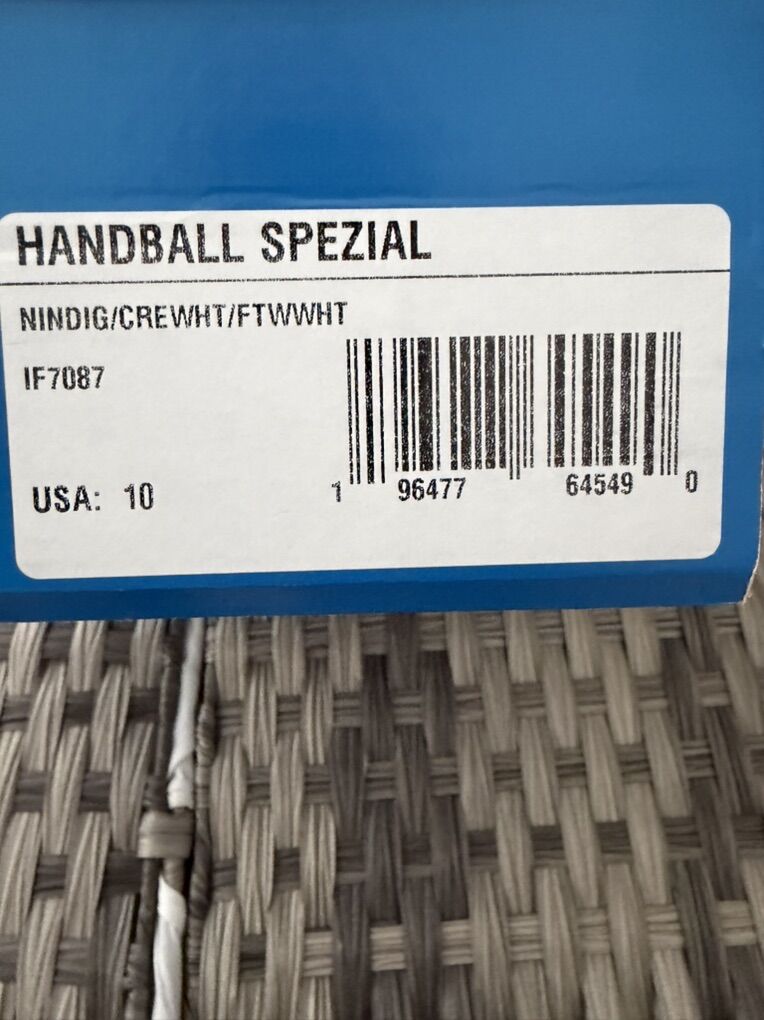 HANDBALL SPEZIAL
NINDIG/CREWHT/FTWWHT
IF7087
USA: 10
1 96477 64549 0